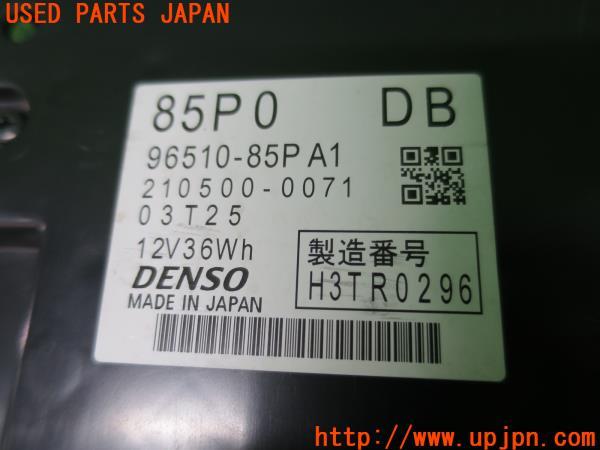 USED PARTS JAPAN
85P0 DB
96510-85PA1
210500-0071
03T25
12V36Wh
DENSO
MADE IN JAPAN
製造番号
H3TR0296
UPJ
http://www.upjpn.com/